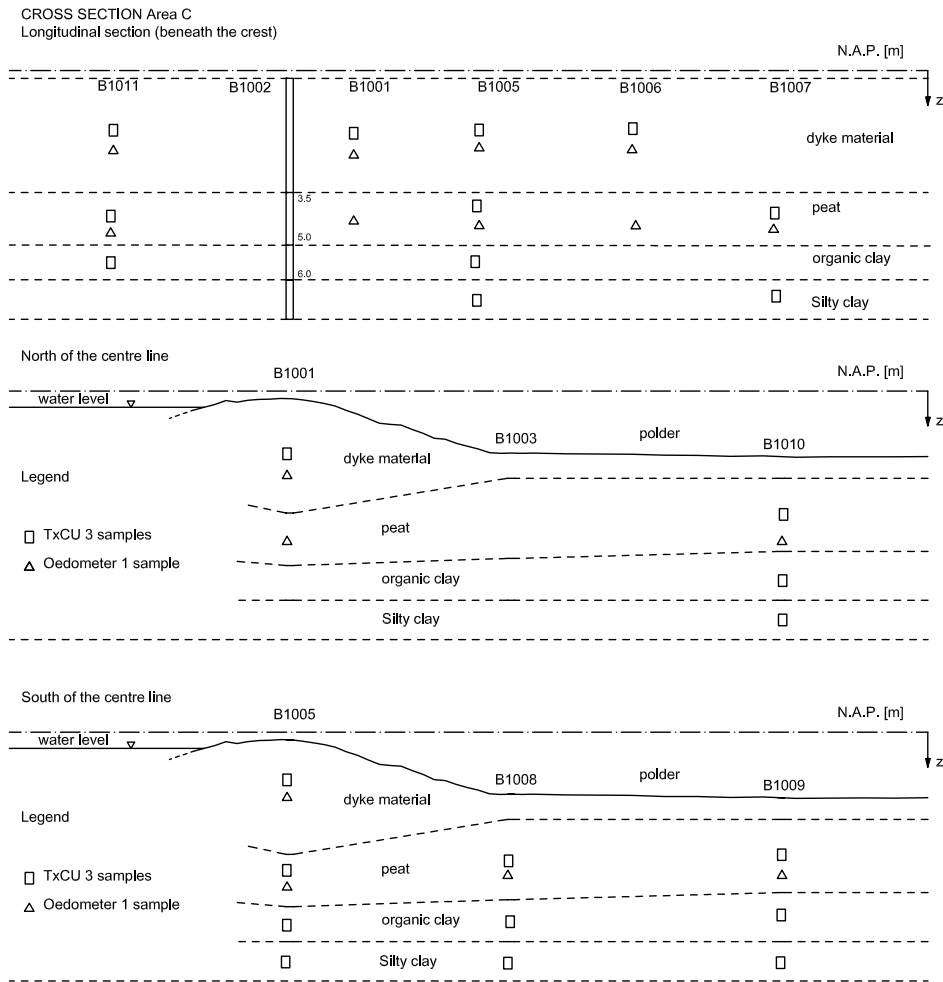 CROSS SECTION Area C
Longitudinal section (beneath the crest)
N.A.P. [m]
B1011 B1002 B1001 B1005 B1006 B1007
z
dyke material
3.5
peat
5.0
organic clay
6.0
Silty clay
North of the centre line
B1001
N.A.P. [m]
water level
z
B1003
polder
B1010
dyke material
Legend
peat
TxCU 3 samples
Oedometer 1 sample
organic clay
Silty clay
South of the centre line
B1005
N.A.P. [m]
water level
z
B1008
polder
B1009
dyke material
Legend
peat
TxCU 3 samples
Oedometer 1 sample
organic clay
Silty clay